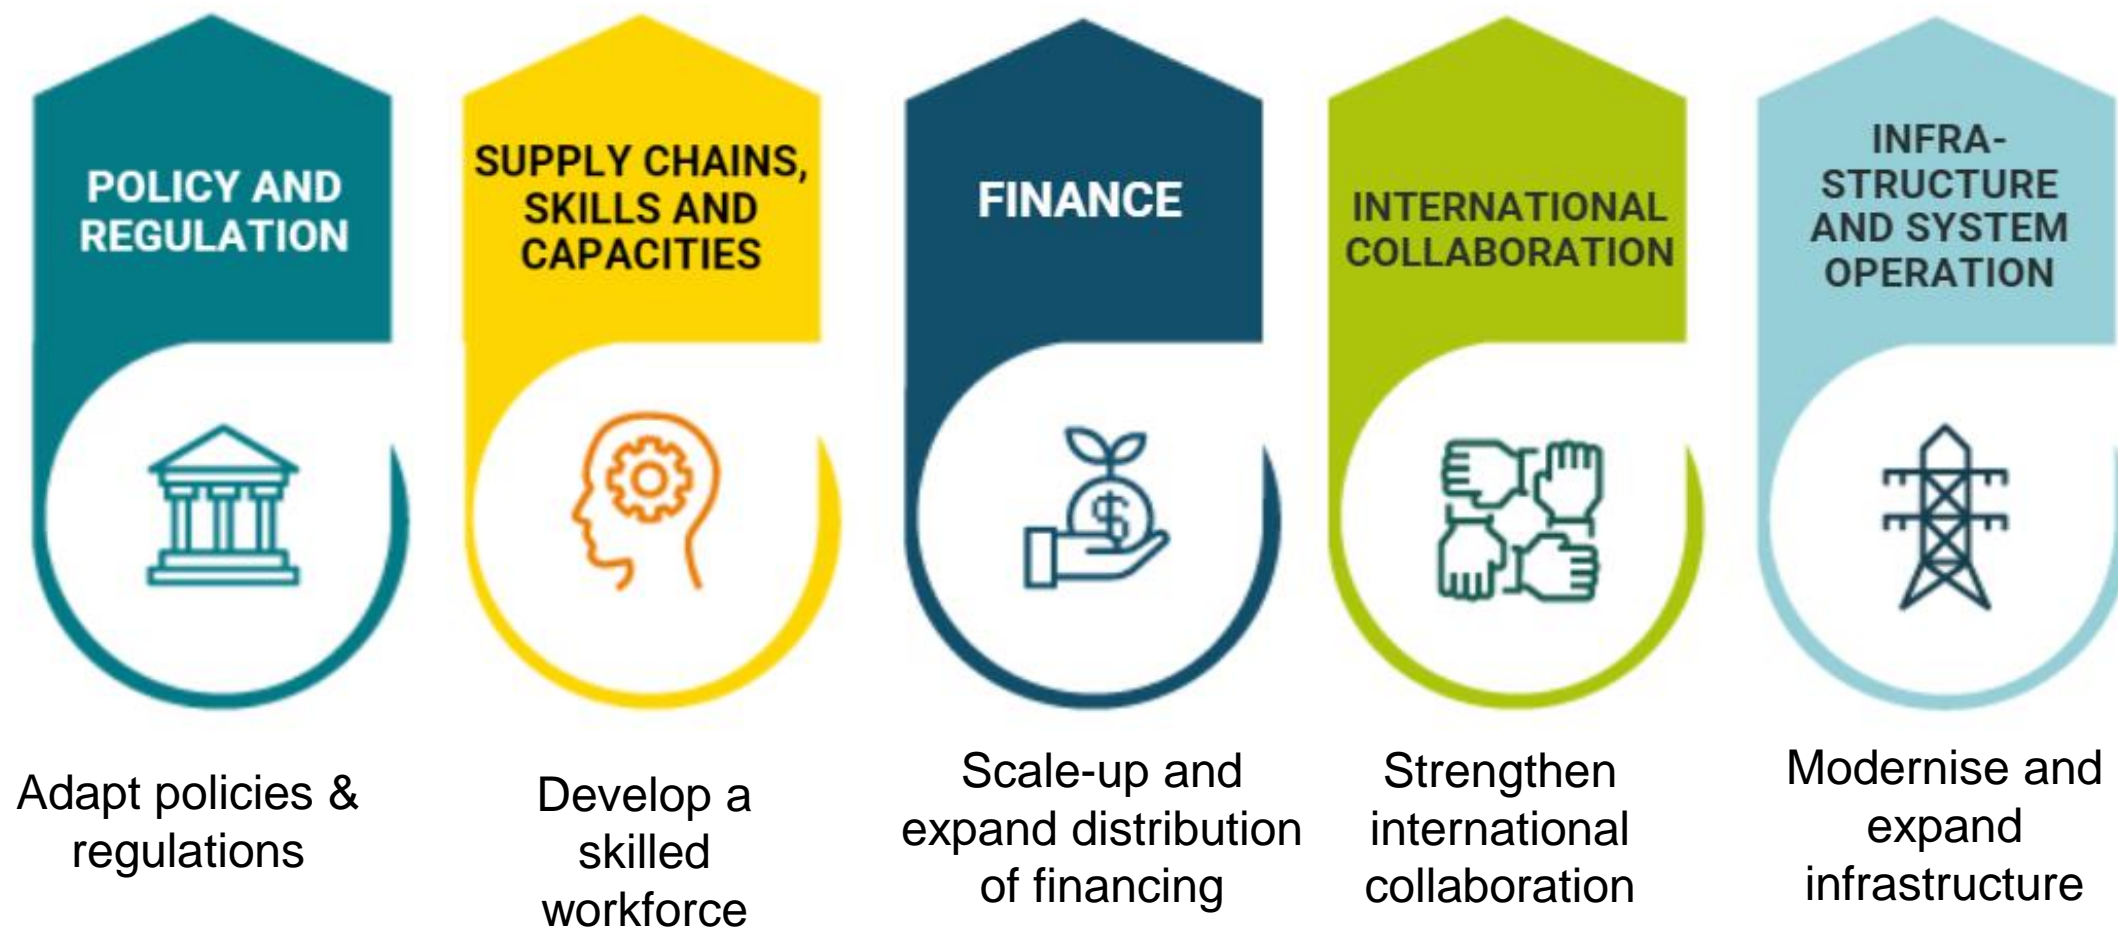 POLICY AND
REGULATION
Adapt policies &
regulations
SUPPLY CHAINS,
SKILLS AND
CAPACITIES
Develop a
skilled
workforce
FINANCE
$
Scale-up and
expand distribution
of financing
INTERNATIONAL
COLLABORATION
Strengthen
international
collaboration
INFRA-
STRUCTURE
AND SYSTEM
OPERATION
Modernise and
expand
infrastructure